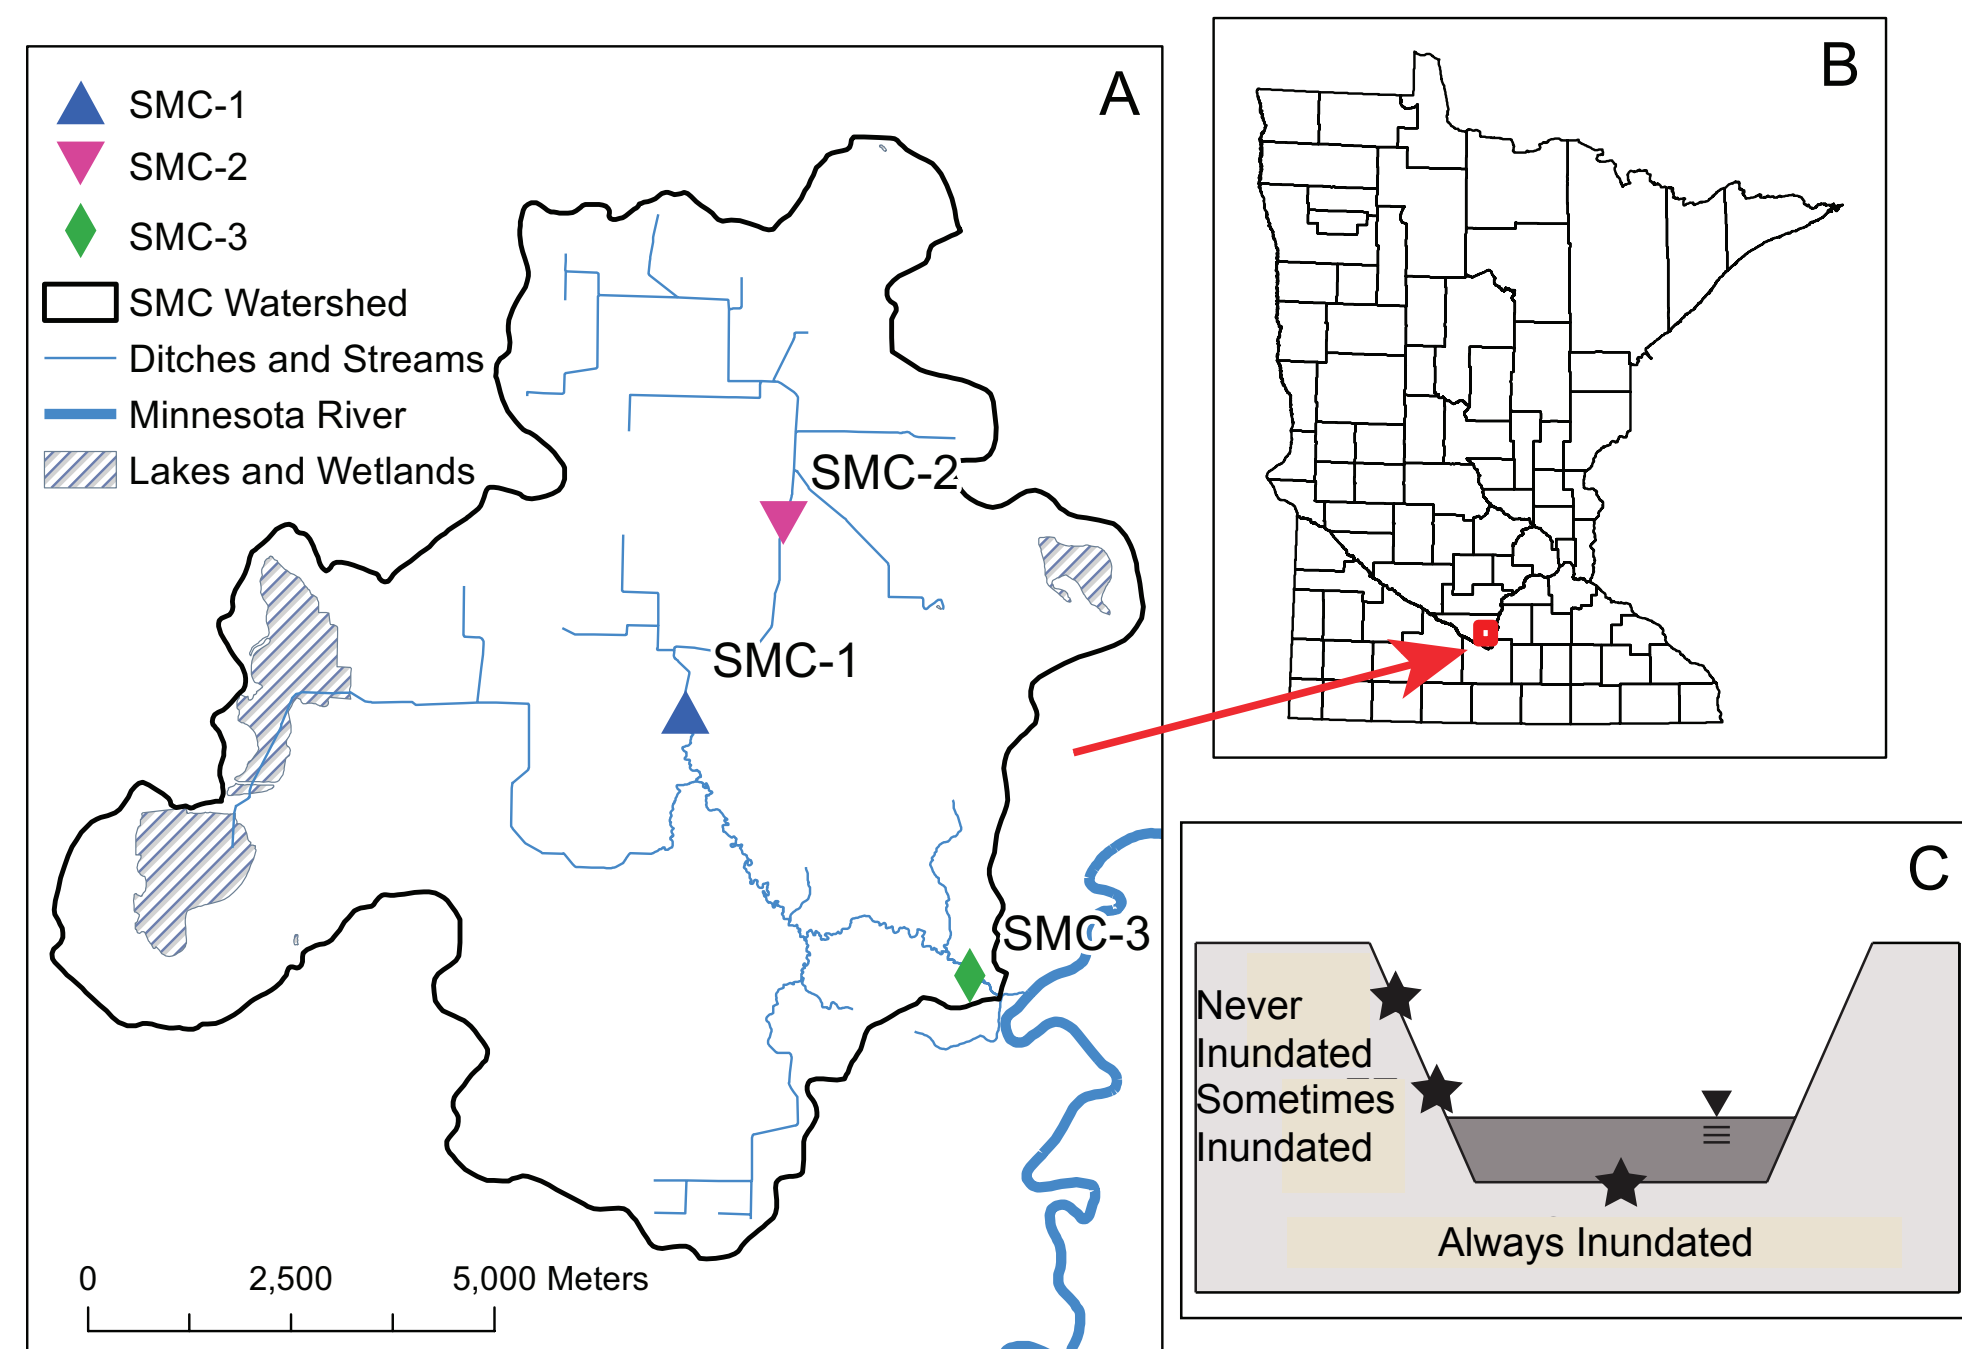 A
SMC-1
SMC-2
SMC-3
SMC Watershed
Ditches and Streams
Minnesota River
Lakes and Wetlands
SMC-2
SMC-1
SMC-3
0 2,500 5,000 Meters
B
C
Never
Inundated
Sometimes
Inundated
Always Inundated